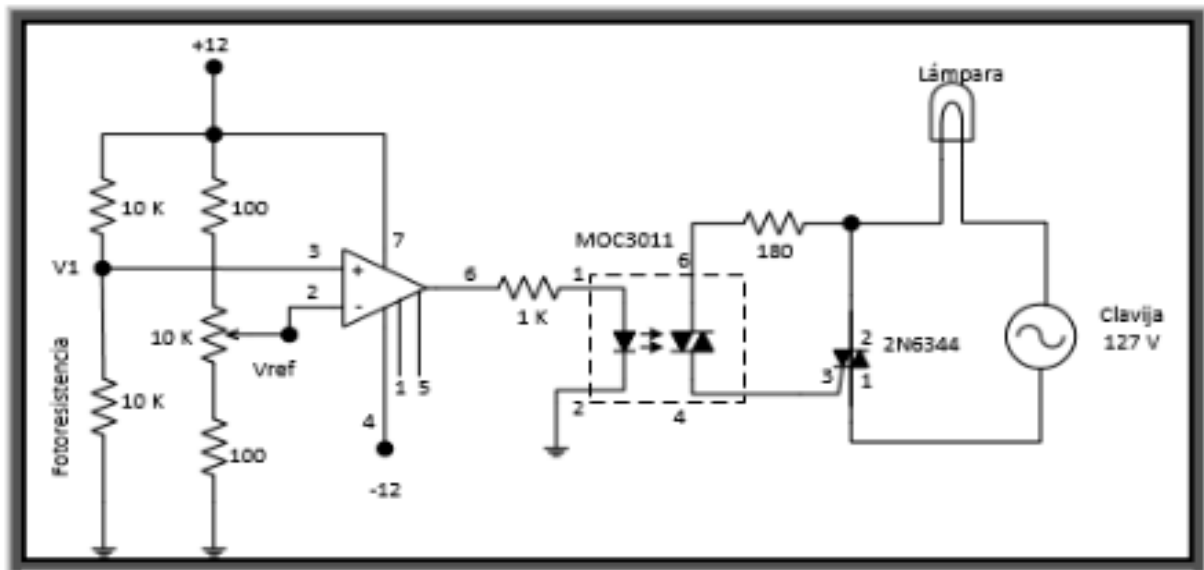 +12
Lámpara
10 K
100
MOC3011
7
3
6
6
1
180
V1
2
1 K
Clavija
127 V
10 K
Vref
2N6344
2
3
1
1
5
Fotoresistencia
10 K
4
2
4
100
-12